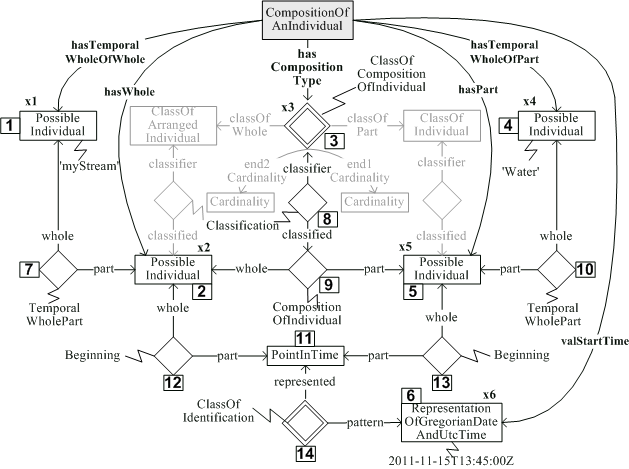 CompositionOf
AnIndividual
hasTemporal
WholeOfWhole
hasTemporal
WholeOfPart
has
Composition
Type
hasWhole
hasPart
ClassOf
Composition
OfIndividual
x1
x3
x4
1
Possible
Individual
ClassOf
Arranged
Individual
classOf
Whole
3
classOf
Part
ClassOf
Individual
4
Possible
Individual
'myStream'
'Water'
classifier
end2
Cardinality
classifier
end1
Cardinality
classifier
Cardinality
Cardinality
Classification
8
whole
classified
classified
classified
whole
x2
x5
7
part
Possible
Individual
2
whole
9
part
Possible
Individual
5
part
10
Temporal
WholePart
Composition
OfIndividual
Temporal
WholePart
whole
whole
11
valStartTime
Beginning
12
part
PointInTime
part
13
Beginning
represented
ClassOf
Identification
14
pattern
6
x6
Representation
OfGregorianDate
AndUtcTime
2011-11-15T13:45:00Z